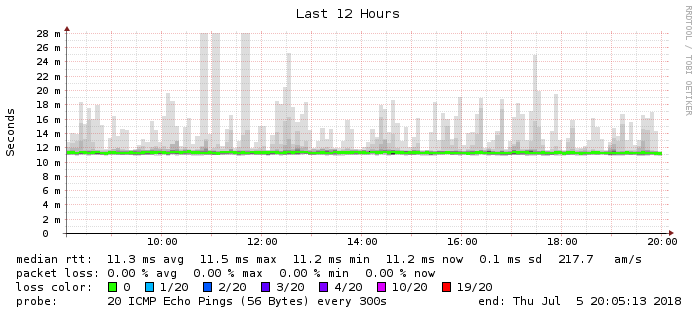 Last 12 Hours
RRDTOOL / TOBI OETIKER
Seconds
28 m
26 m
24 m
22 m
20 m
18 m
16 m
14 m
12 m
10 m
8 m
6 m
4 m
2 m
0
10:00 12:00 14:00 16:00 18:00 20:00
median rtt: 11.3 ms avg 11.5 ms max 11.2 ms min 11.2 ms now 0.1 ms sd 217.7 am/s
packet loss: 0.00 % avg 0.00 % max 0.00 % min 0.00 % now
loss color: 0 1/20 2/20 3/20 4/20 10/20 19/20
probe: 20 ICMP Echo Pings (56 Bytes) every 300s end: Thu Jul 5 20:05:13 2018